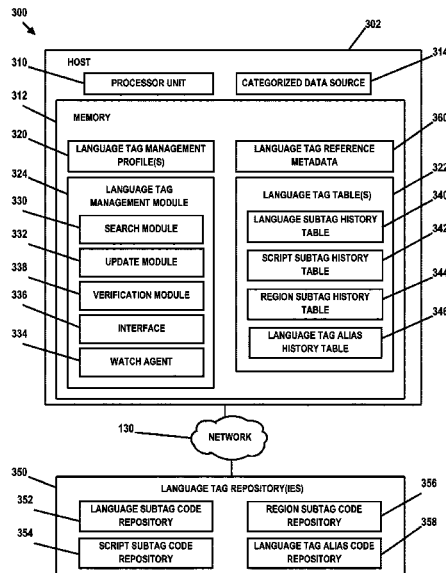 300
302
314
310
HOST
PROCESSOR UNIT
CATEGORIZED DATA SOURCE
312
MEMORY
360
320
LANGUAGE TAG MANAGEMENT
PROFILE(S)
LANGUAGE TAG REFERENCE
METADATA
322
324
LANGUAGE TAG
MANAGEMENT MODULE
LANGUAGE TAG TABLE(S)
340
330
SEARCH MODULE
LANGUAGE SUBTAG HISTORY
TABLE
342
332
UPDATE MODULE
SCRIPT SUBTAG HISTORY
TABLE
344
338
VERIFICATION MODULE
REGION SUBTAG HISTORY
TABLE
346
336
INTERFACE
LANGUAGE TAG ALIAS
HISTORY TABLE
334
WATCH AGENT
130
NETWORK
350
LANGUAGE TAG REPOSITORY(IES)
352
LANGUAGE SUBTAG CODE
REPOSITORY
REGION SUBTAG CODE
REPOSITORY
356
354
SCRIPT SUBTAG CODE
REPOSITORY
LANGUAGE TAG ALIAS CODE
REPOSITORY
358